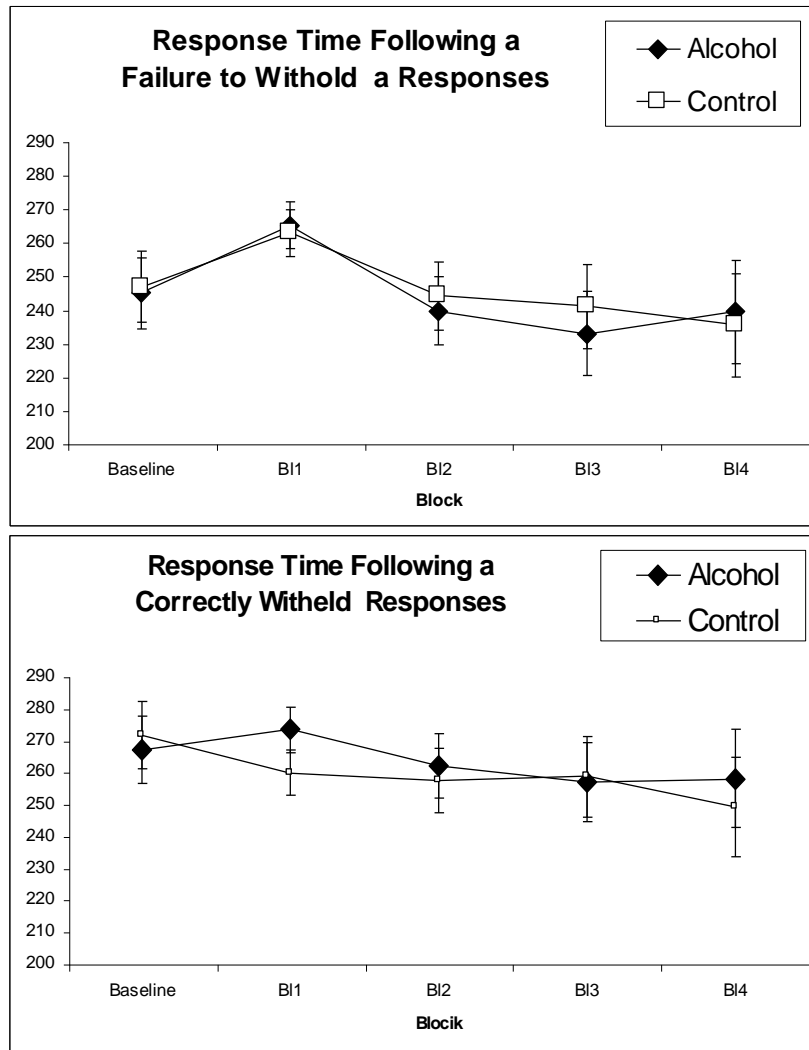 Response Time Following a
Failure to Withold a Responses
Alcohol
Control
290
280
270
260
250
240
230
220
210
200
Baseline Bl1 Bl2 Bl3 Bl4
Block
Response Time Following a
Correctly Witheld Responses
Alcohol
Control
290
280
270
260
250
240
230
220
210
200
Baseline Bl1 Bl2 Bl3 Bl4
Blocik